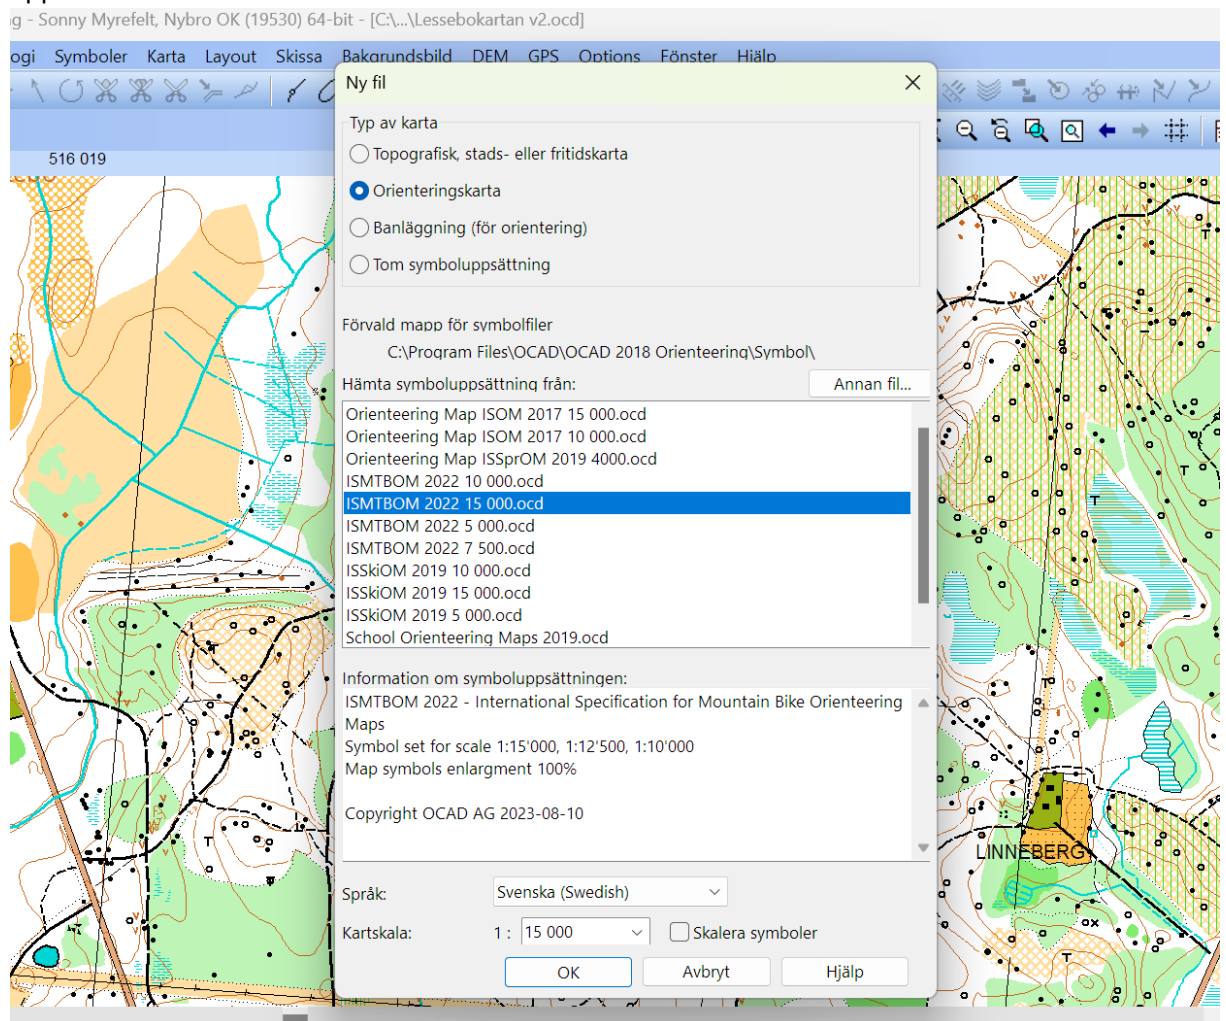 g - Sonny Myrefelt, Nybro OK (19530) 64-bit - [C:\...\Lessebokartan v2.ocd]
ogi Symboler Karta Layout Skissa Bakgrundsbild DEM GPS Options Fönster Hjälp
Ny fil
Typ av karta
516 019
Topografisk, stads- eller fritidskarta
Orienteringskarta
Banläggning (för orientering)
Tom symboluppsättning
Förvald mapp för symbolfiler
C:\Program Files\OCAD\OCAD 2018 Orienteering\Symbol\
Hämta symboluppsättning från:
Annan fil...
Orienteering Map ISOM 2017 15 000.ocd
Orienteering Map ISOM 2017 10 000.ocd
Orienteering Map ISSprOM 2019 4000.ocd
ISMTBOM 2022 10 000.ocd
ISMTBOM 2022 15 000.ocd
ISMTBOM 2022 5 000.ocd
ISMTBOM 2022 7 500.ocd
ISSkiOM 2019 10 000.ocd
ISSkiOM 2019 15 000.ocd
ISSkiOM 2019 5 000.ocd
School Orienteering Maps 2019.ocd
Information om symboluppsättningen:
ISMTBOM 2022 - International Specification for Mountain Bike Orienteering
Maps
Symbol set for scale 1:15'000, 1:12'500, 1:10'000
Map symbols enlargment 100%
Copyright OCAD AG 2023-08-10
LINNEBERG
Språk: Svenska (Swedish)
Kartskala: 1 : 15 000 Skalera symboler
OK Avbryt Hjälp